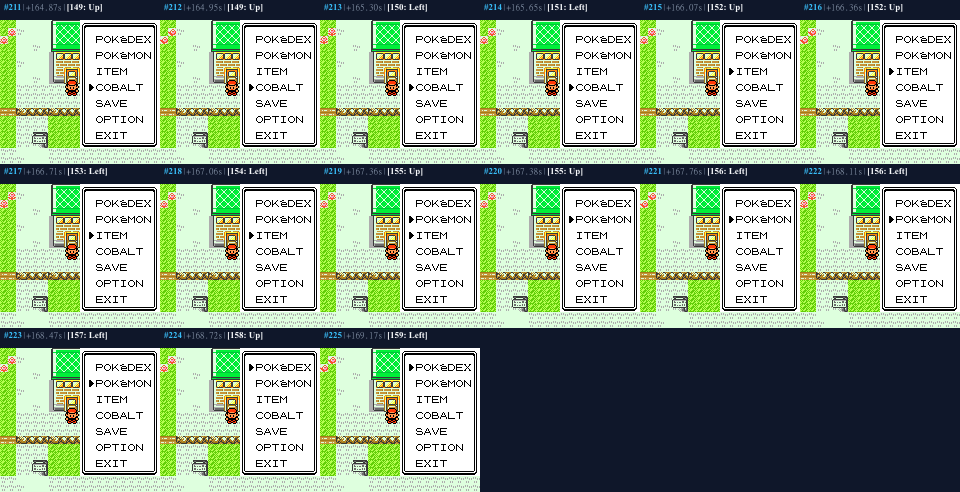 #211|+164.87s|[149: Up]
POKéDEX
POKéMON
ITEM
▶COBALT
SAVE
OPTION
EXIT
#212|+164.95s|[149: Up]
POKéDEX
POKéMON
ITEM
▶COBALT
SAVE
OPTION
EXIT
#213|+165.30s|[150: Left]
POKéDEX
POKéMON
ITEM
▶COBALT
SAVE
OPTION
EXIT
#214|+165.65s|[151: Left]
POKéDEX
POKéMON
ITEM
▶COBALT
SAVE
OPTION
EXIT
#215|+166.07s|[152: Up]
POKéDEX
POKéMON
▶ITEM
COBALT
SAVE
OPTION
EXIT
#216|+166.36s|[152: Up]
POKéDEX
POKéMON
▶ITEM
COBALT
SAVE
OPTION
EXIT
#217|+166.71s|[153: Left]
POKéDEX
POKéMON
▶ITEM
COBALT
SAVE
OPTION
EXIT
#218|+167.06s|[154: Left]
POKéDEX
POKéMON
▶ITEM
COBALT
SAVE
OPTION
EXIT
#219|+167.36s|[155: Up]
POKéDEX
POKéMON
▶ITEM
COBALT
SAVE
OPTION
EXIT
#220|+167.38s|[155: Up]
POKéDEX
▶POKéMON
ITEM
COBALT
SAVE
OPTION
EXIT
#221|+167.76s|[156: Left]
POKéDEX
▶POKéMON
ITEM
COBALT
SAVE
OPTION
EXIT
#222|+168.11s|[156: Left]
POKéDEX
▶POKéMON
ITEM
COBALT
SAVE
OPTION
EXIT
#223|+168.47s|[157: Left]
POKéDEX
▶POKéMON
ITEM
COBALT
SAVE
OPTION
EXIT
#224|+168.72s|[158: Up]
▶POKéDEX
POKéMON
ITEM
COBALT
SAVE
OPTION
EXIT
#225|+169.17s|[159: Left]
▶POKéDEX
POKéMON
ITEM
COBALT
SAVE
OPTION
EXIT